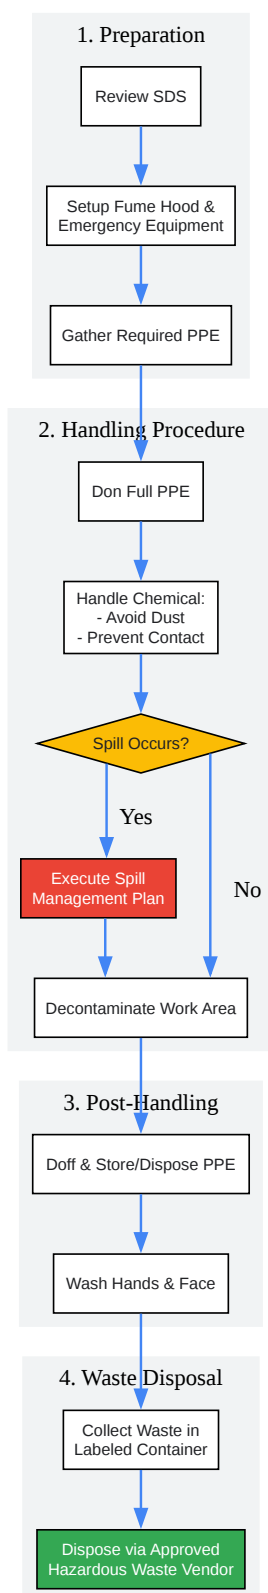 1. Preparation
Review SDS
Setup Fume Hood &
Emergency Equipment
Gather Required PPE
2. Handling Procedure
Don Full PPE
Handle Chemical:
- Avoid Dust
- Prevent Contact
Spill Occurs?
Yes
Execute Spill
Management Plan
No
Decontaminate Work Area
3. Post-Handling
Doff & Store/Dispose PPE
Wash Hands & Face
4. Waste Disposal
Collect Waste in
Labeled Container
Dispose via Approved
Hazardous Waste Vendor